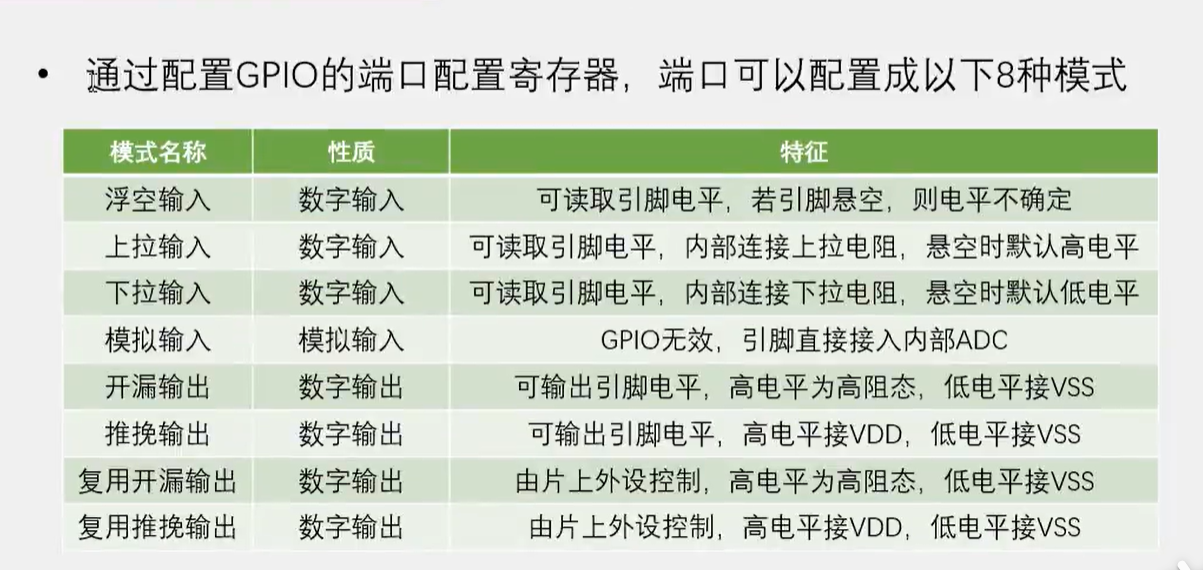 • 通过配置GPIO的端口配置寄存器，端口可以配置成以下8种模式
模式名称 性质 特征
浮空输入 数字输入 可读取引脚电平，若引脚悬空，则电平不确定
上拉输入 数字输入 可读取引脚电平，内部连接上拉电阻，悬空时默认高电平
下拉输入 数字输入 可读取引脚电平，内部连接下拉电阻，悬空时默认低电平
模拟输入 模拟输入 GPIO无效，引脚直接接入内部ADC
开漏输出 数字输出 可输出引脚电平，高电平为高阻态，低电平接VSS
推挽输出 数字输出 可输出引脚电平，高电平接VDD，低电平接VSS
复用开漏输出 数字输出 由片上外设控制，高电平为高阻态，低电平接VSS
复用推挽输出 数字输出 由片上外设控制，高电平接VDD，低电平接VSS